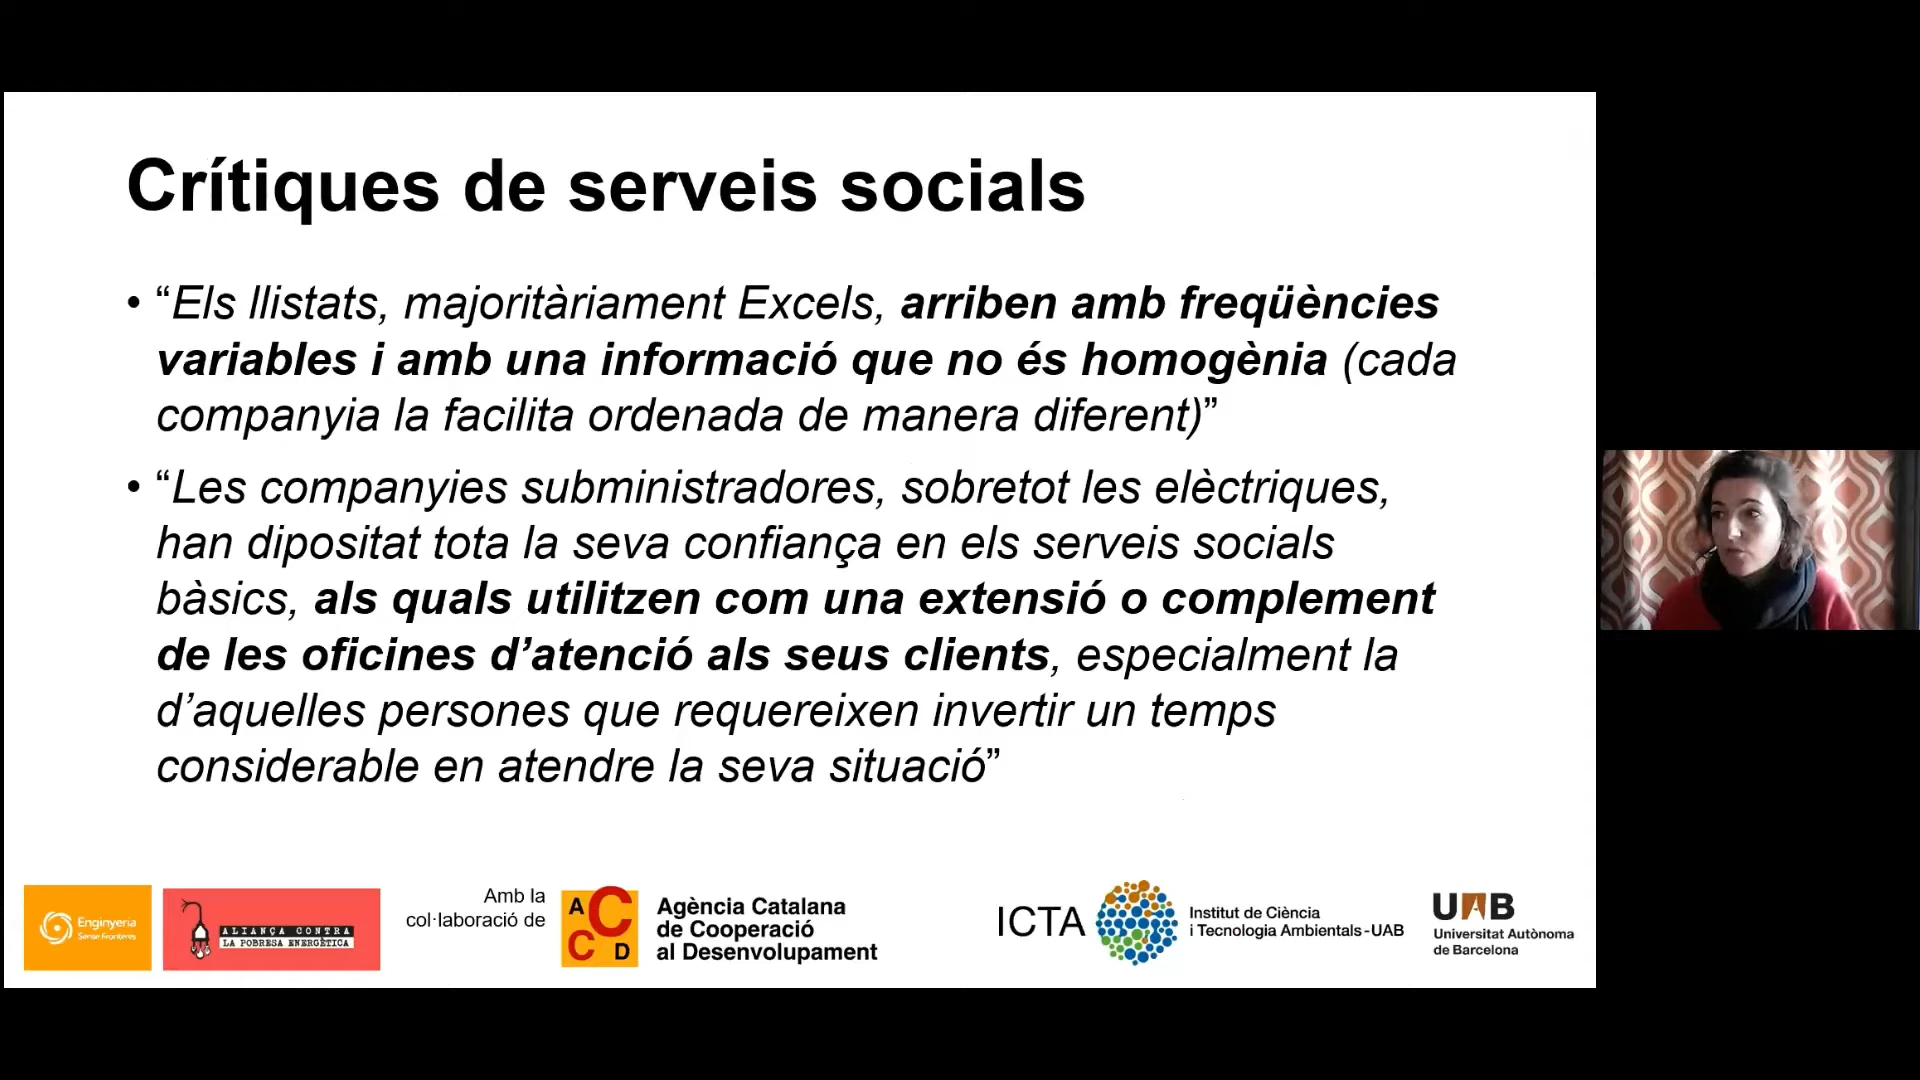 Crítiques de serveis socials
• “Els llistats, majoritàriament Excels, arriben amb freqüències
variables i amb una informació que no és homogènia (cada
companyia la facilita ordenada de manera diferent)”
• “Les companyies subministradores, sobretot les elèctriques,
han dipositat tota la seva confiança en els serveis socials
bàsics, als quals utilitzen com una extensió o complement
de les oficines d’atenció als seus clients, especialment la
d’aquelles persones que requereixen invertir un temps
considerable en atendre la seva situació”
Enginyeria
Sense Fronteres
ALIANÇA CONTRA
LA POBRESA ENERGÈTICA
Amb la
col·laboració de
A C
C D
Agència Catalana
de Cooperació
al Desenvolupament
ICTA
Institut de Ciència
i Tecnologia Ambientals-UAB
UAB
Universitat Autònoma
de Barcelona